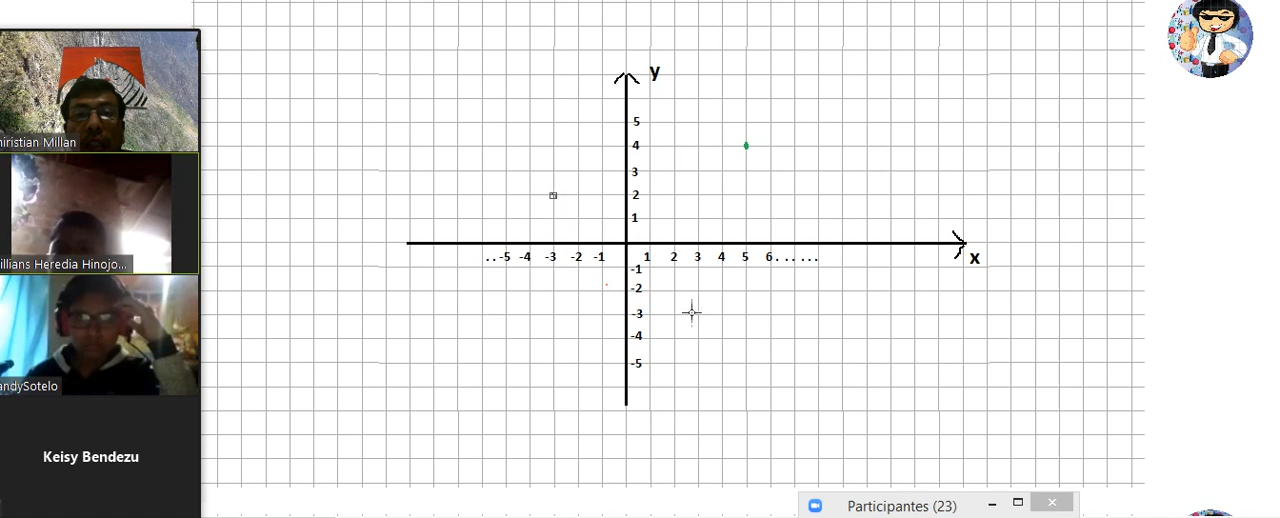 hiristian Millan
illians Heredia Hinojo...
andySotelo
Keisy Bendezu
y
5
4
3
2
1
..-5 -4 -3 -2 -1 1 2 3 4 5 6......
x
-1
-2
-3
-4
-5
Participantes (23)